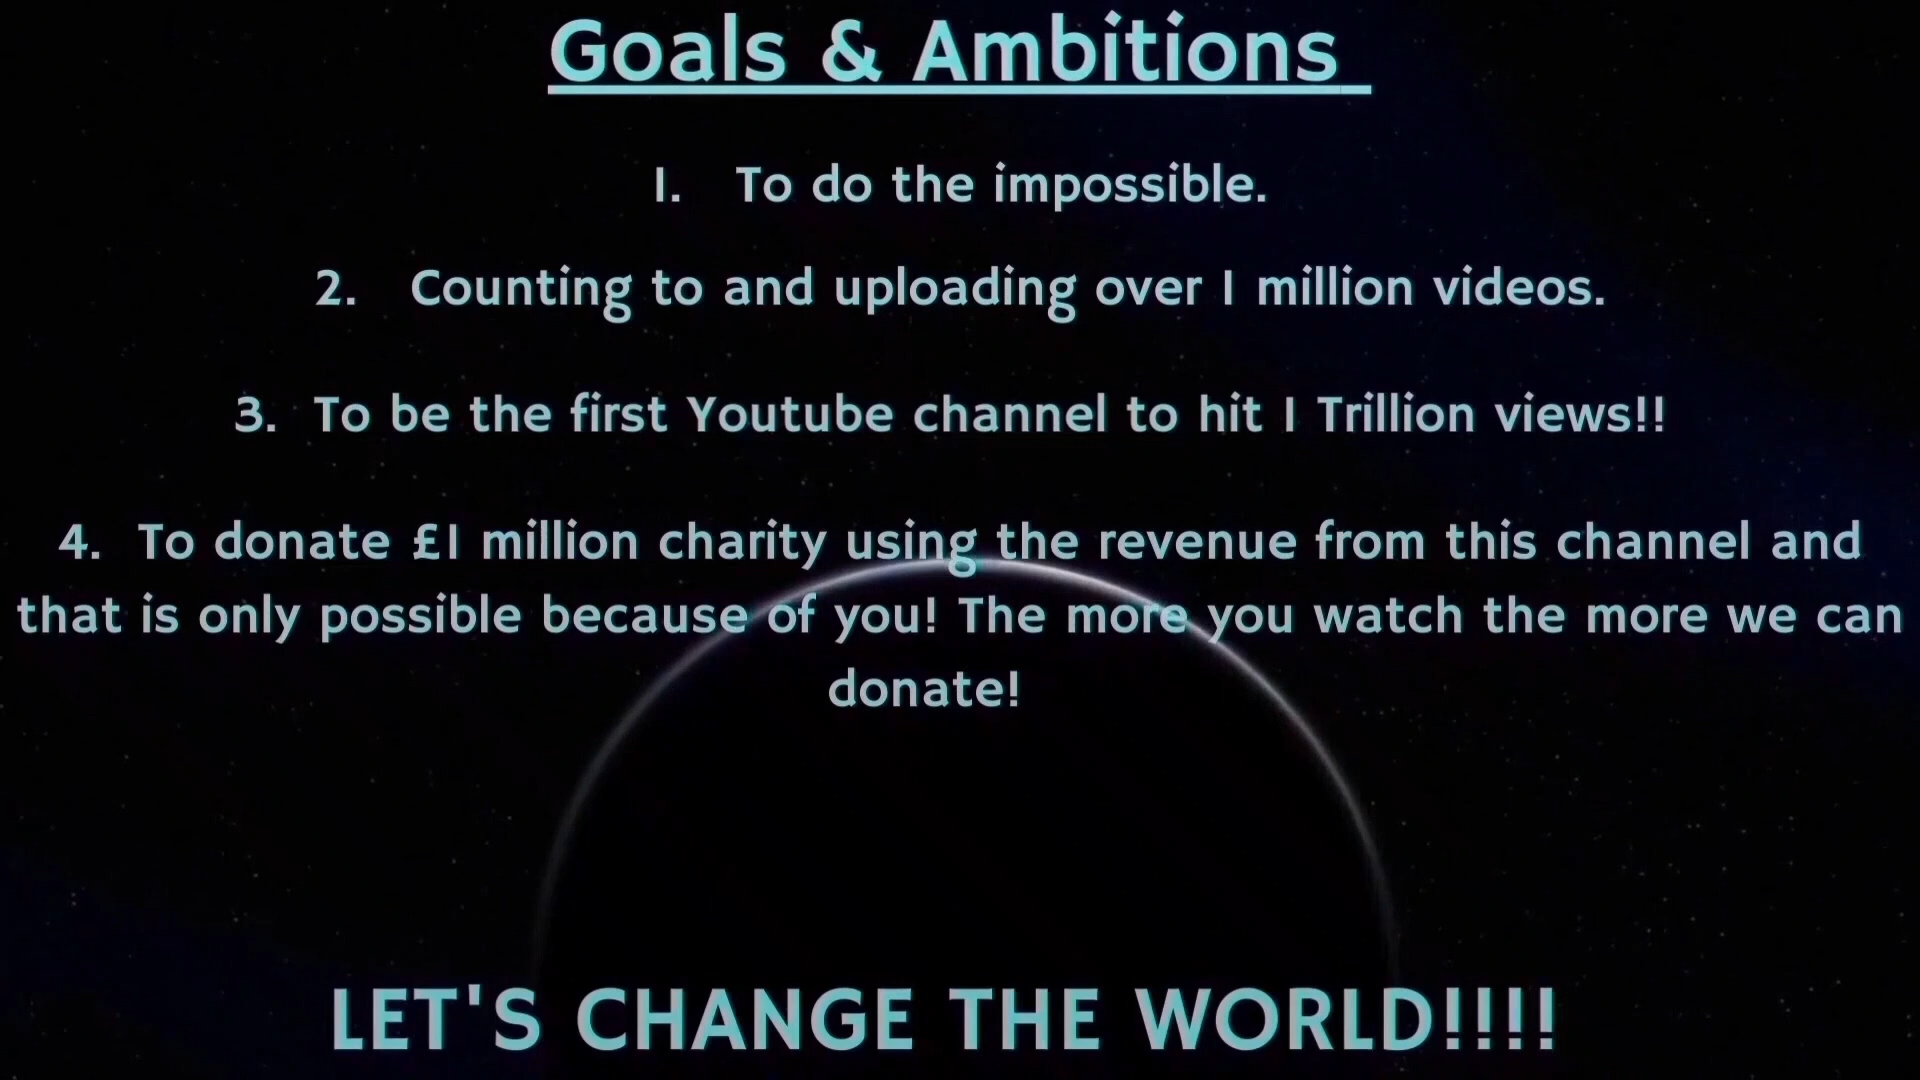 Goals & Ambitions
1. To do the impossible.
2. Counting to and uploading over 1 million videos.
3. To be the first Youtube channel to hit 1 Trillion views!!
4. To donate £1 million charity using the revenue from this channel and
that is only possible because of you! The more you watch the more we can
donate!
LET'S CHANGE THE WORLD!!!!